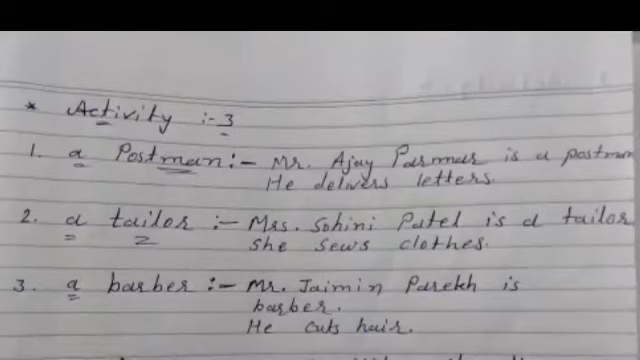 * Activity :- 3
1. a Postman :- Mr. Ajay Parmar is a postman
He delivers letters.
2. a tailor :- Mrs. Sohini Patel is a tailor
she sews clothes.
3. a barber :- Mr. Jaimin Parekh is
barber.
He cuts hair.